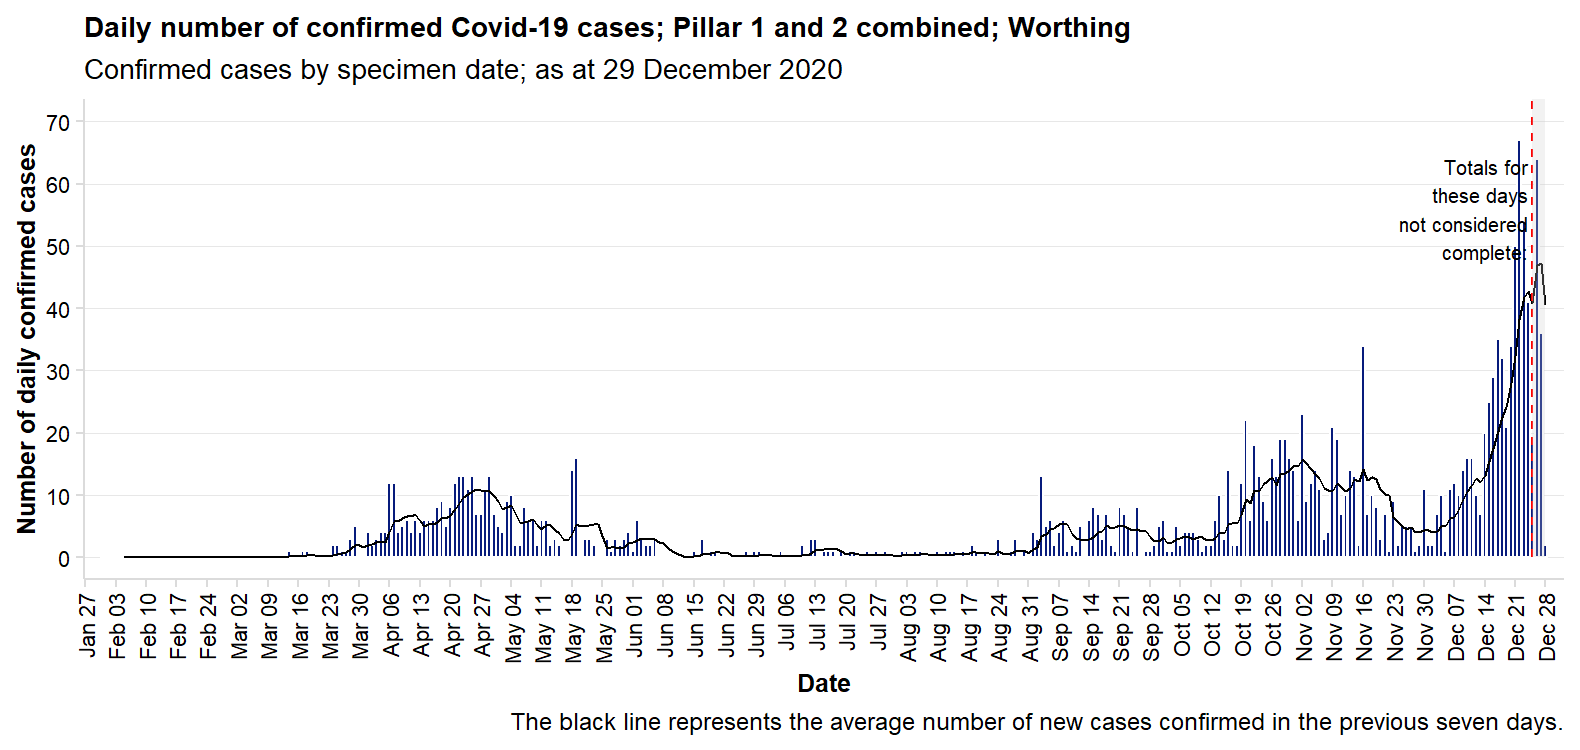 Daily number of confirmed Covid-19 cases; Pillar 1 and 2 combined; Worthing
Confirmed cases by specimen date; as at 29 December 2020
Number of daily confirmed cases
70
60
50
40
30
20
10
0
Totals for
these days
not considered
complete.
Jan 27
Feb 03
Feb 10
Feb 17
Feb 24
Mar 02
Mar 09
Mar 16
Mar 23
Mar 30
Apr 06
Apr 13
Apr 20
Apr 27
May 04
May 11
May 18
May 25
Jun 01
Jun 08
Jun 15
Jun 22
Jun 29
Jul 06
Jul 13
Jul 20
Jul 27
Aug 03
Aug 10
Aug 17
Aug 24
Aug 31
Sep 07
Sep 14
Sep 21
Sep 28
Oct 05
Oct 12
Oct 19
Oct 26
Nov 02
Nov 09
Nov 16
Nov 23
Nov 30
Dec 07
Dec 14
Dec 21
Dec 28
Date
The black line represents the average number of new cases confirmed in the previous seven days.